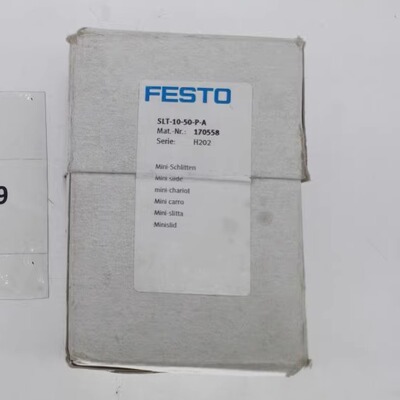 FESTO
SLT-10-50-P-A
Mat.-Nr.: 170558
Serie: H202
Mini-Schlitten
Mini slide
mini-chariot
Mini carro
Mini-slitta
Minislid
9